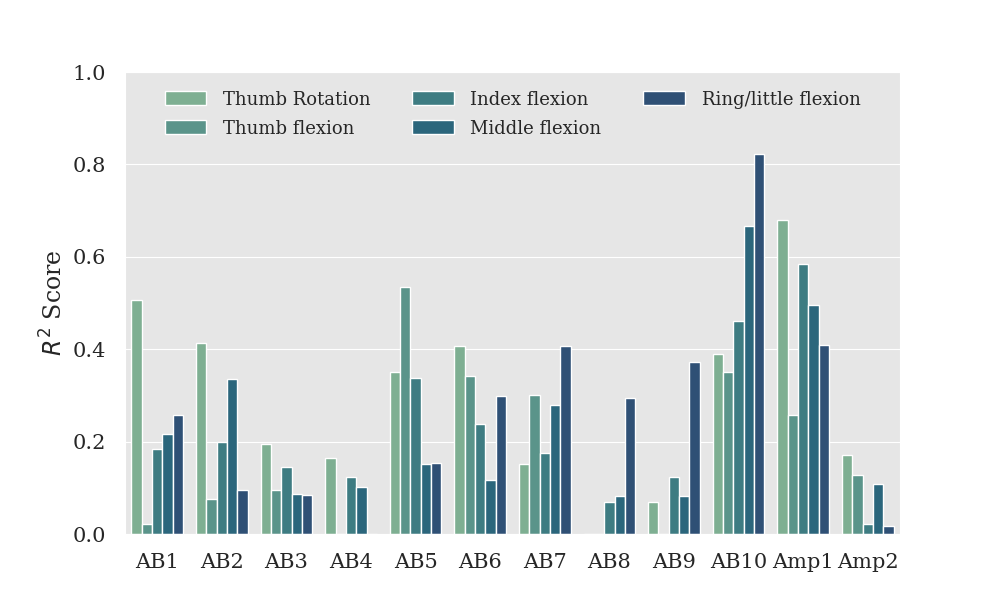 1.0
Thumb Rotation
Index flexion
Ring/little flexion
Thumb flexion
Middle flexion
0.8
0.6
R² Score
0.4
0.2
0.0
AB1 AB2 AB3 AB4 AB5 AB6 AB7 AB8 AB9 AB10 Amp1 Amp2